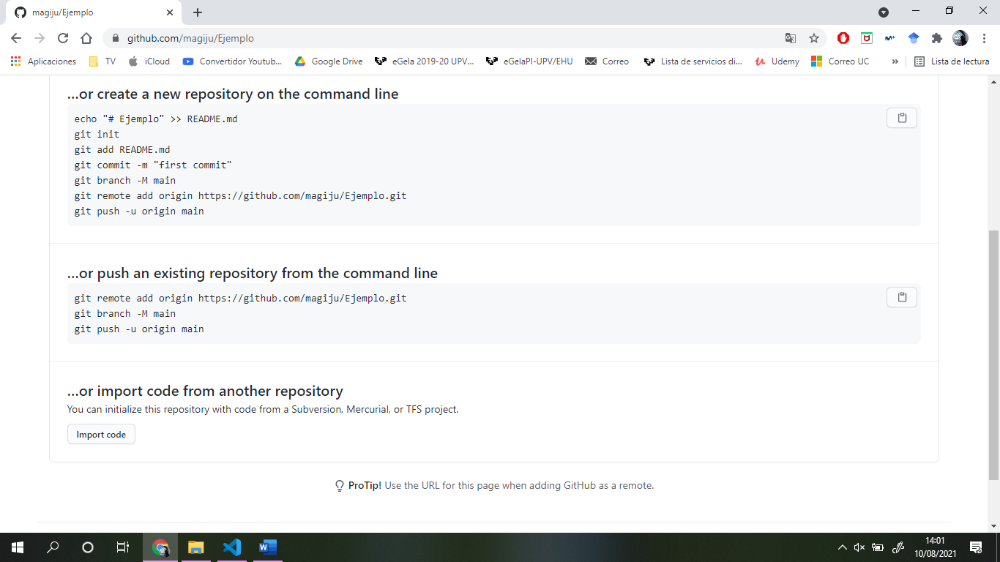 magiju/Ejemplo
github.com/magiju/Ejemplo
Aplicaciones
TV
iCloud
Convertidor Youtub...
Google Drive
eGela 2019-20 UPV...
eGelaPI-UPV/EHU
Correo
Lista de servicios di...
Udemy
Correo UC
»
Lista de lectura
…or create a new repository on the command line
echo "# Ejemplo" >> README.md
git init
git add README.md
git commit -m "first commit"
git branch -M main
git remote add origin https://github.com/magiju/Ejemplo.git
git push -u origin main
…or push an existing repository from the command line
git remote add origin https://github.com/magiju/Ejemplo.git
git branch -M main
git push -u origin main
…or import code from another repository
You can initialize this repository with code from a Subversion, Mercurial, or TFS project.
Import code
ProTip! Use the URL for this page when adding GitHub as a remote.
14:01
10/08/2021